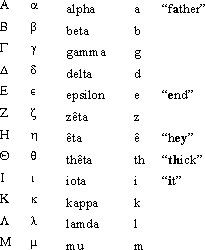 Α α alpha a “father”
Β β beta b
Γ γ gamma g
Δ δ delta d
Ε ε epsilon e “end”
Ζ ζ zêta z
Η η êta ê “hey”
Θ θ thêta th “thick”
Ι ι iota i “it”
Κ κ kappa k
Λ λ lamda l
Μ μ mu m